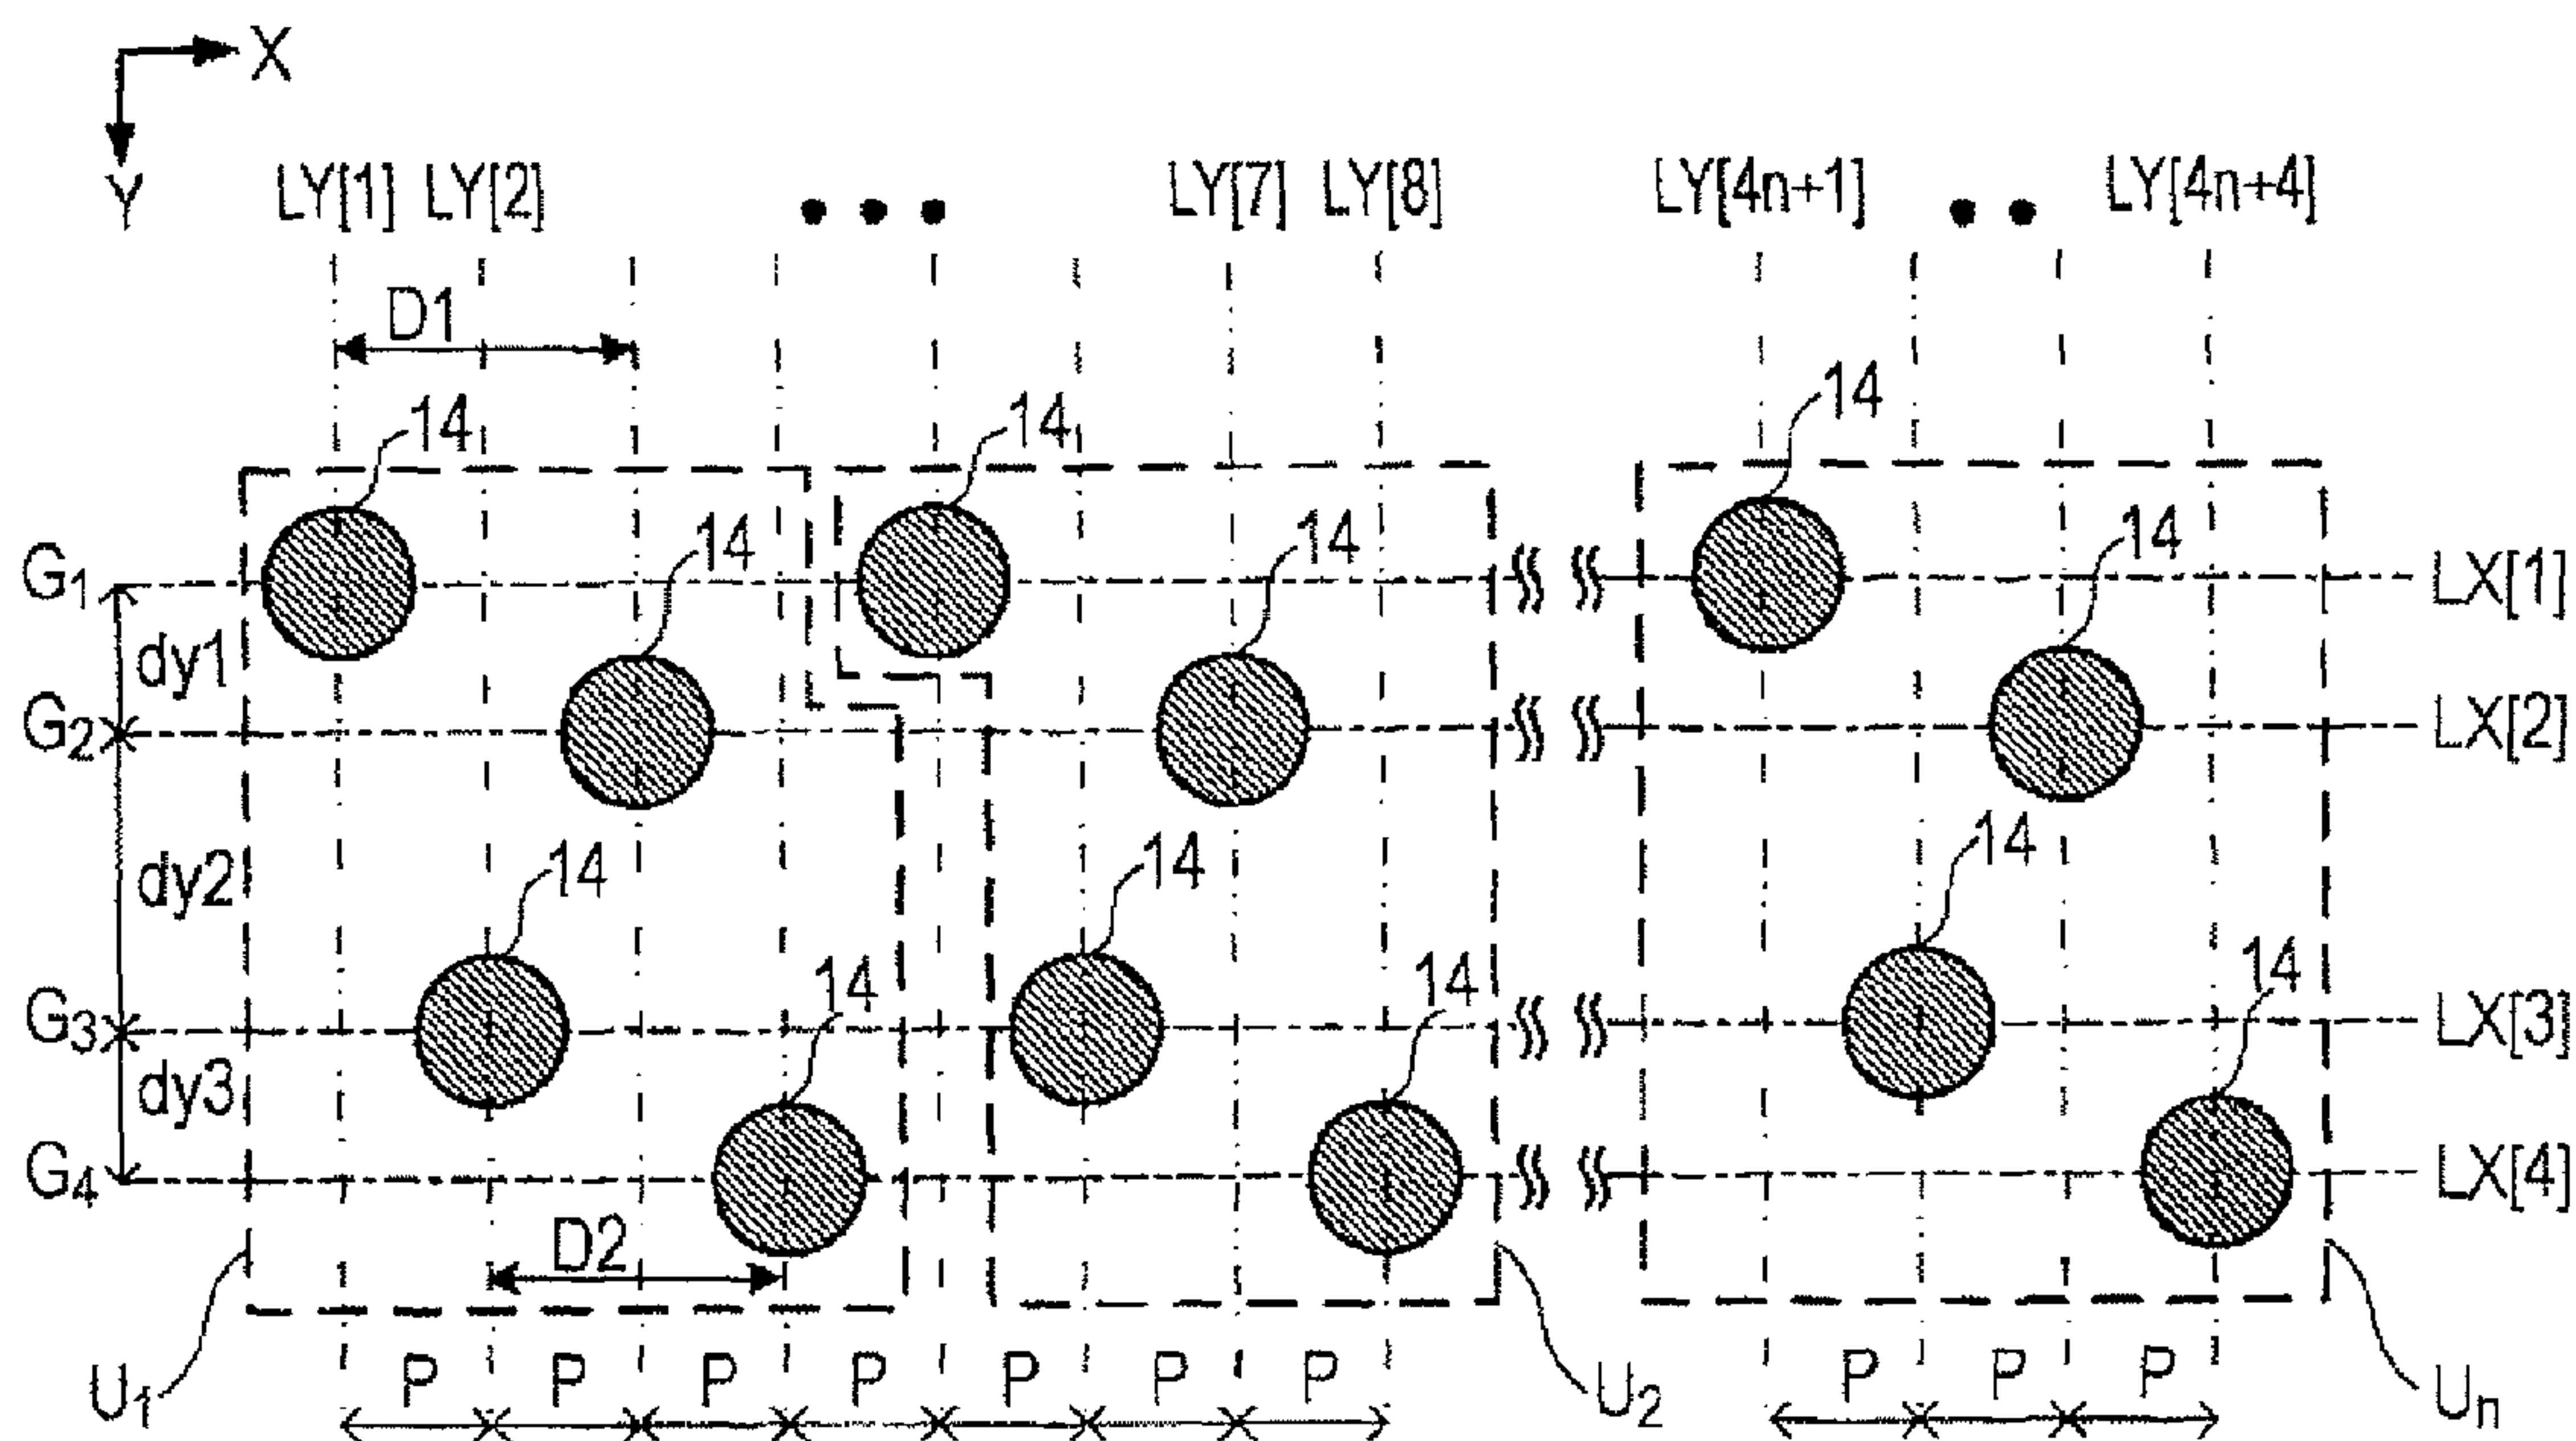 X
Y
LY[1] LY[2] ••• LY[7] LY[8] LY[4n+1] •• LY[4n+4]
D1
14
14 14
14 14 14
G1 LX[1]
dy1
G2 LX[2]
14
14 14
dy2
14 14 14
G3 LX[3]
dy3
G4 LX[4]
D2
P P P P P P P P P P
U1 U2 Un